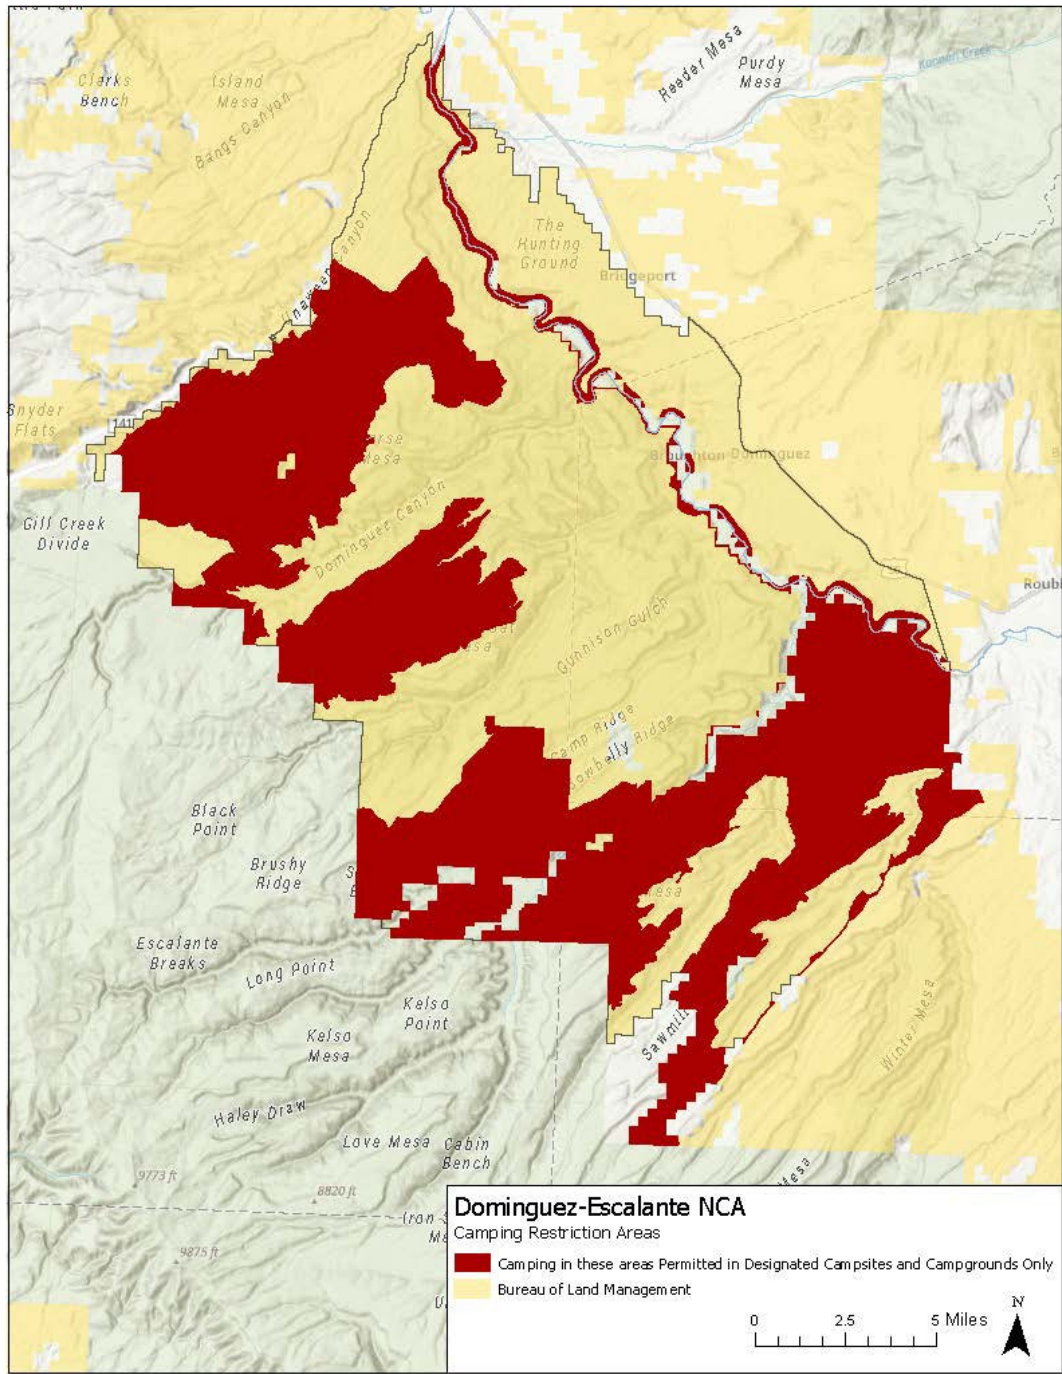 Reeder Mesa
Purdy
Mesa
Kannah Creek
Clarks
Bench
Island
Mesa
Bangs Canyon
The
Hunting
Ground
Bridgeport
Snyder
Flats
141
Dominguez Canyon
Gill Creek
Divide
Gunnison Gulch
Camp Ridge
Black
Point
Brushy
Ridge
Escalante
Breaks
Long Point
Kelso
Point
Kelso
Mesa
Sawmill
Winter Mesa
Haley Draw
Love Mesa
Cabin
Bench
Mesa
9773 ft
8820 ft
9875 ft
Dominguez-Escalante NCA
Camping Restriction Areas
Camping in these areas Permitted in Designated Campsites and Campgrounds Only
Bureau of Land Management
N
0 2.5 5 Miles